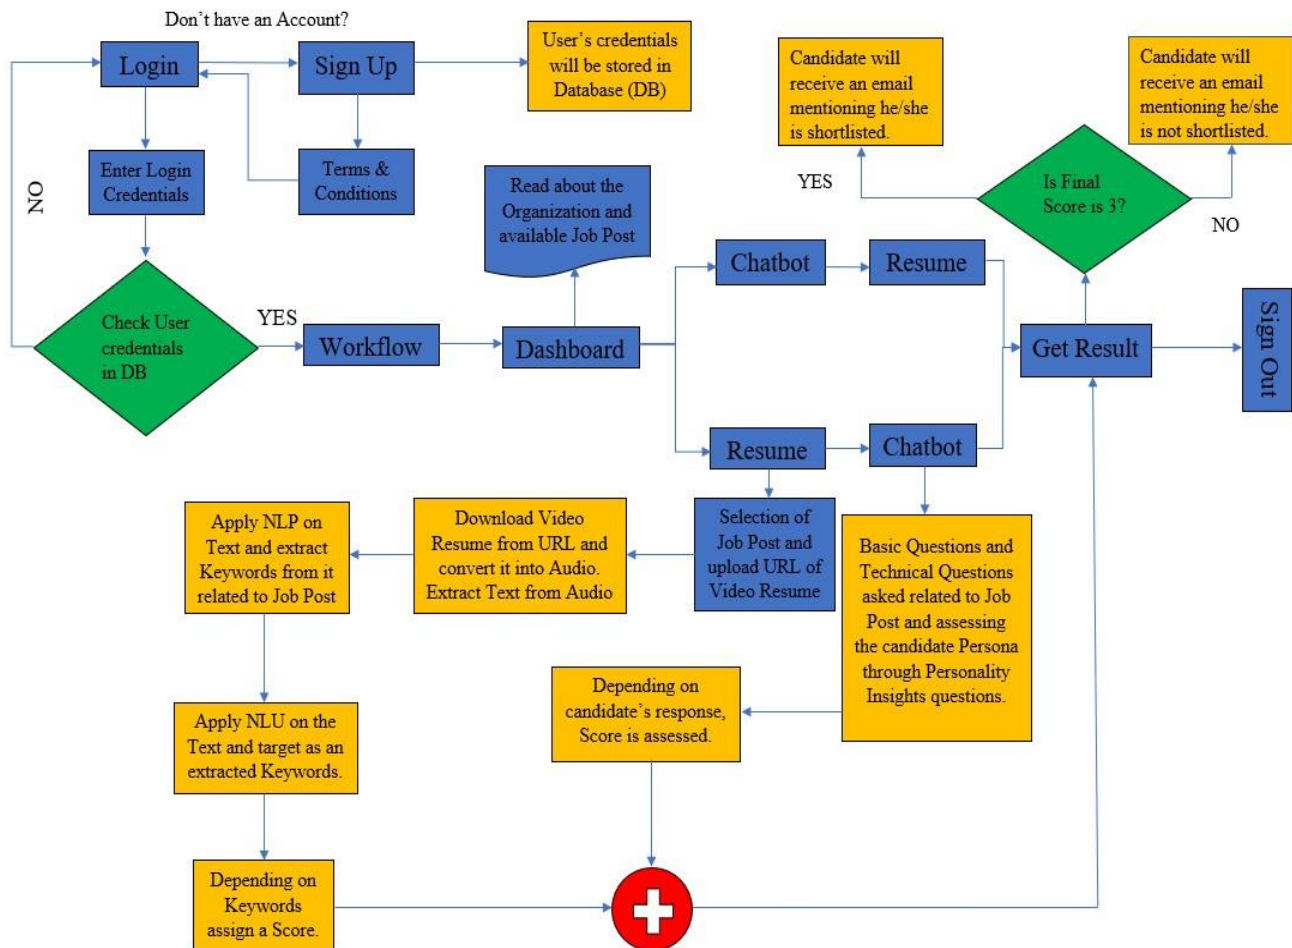 Don’t have an Account?
Login
Sign Up
User’s credentials
will be stored in
Database (DB)
Candidate will
receive an email
mentioning he/she
is shortlisted.
Candidate will
receive an email
mentioning he/she
is not shortlisted.
NO
Enter Login
Credentials
Terms &
Conditions
Read about the
Organization and
available Job Post
YES
Is Final
Score is 3?
NO
Chatbot
Resume
Check User
credentials
in DB
YES
Workflow
Dashboard
Get Result
Sign Out
Resume
Chatbot
Apply NLP on
Text and extract
Keywords from it
related to Job Post
Download Video
Resume from URL and
convert it into Audio.
Extract Text from Audio
Selection of
Job Post and
upload URL of
Video Resume
Basic Questions and
Technical Questions
asked related to Job
Post and assessing
the candidate Persona
through Personality
Insights questions.
Depending on
candidate’s response,
Score is assessed.
Apply NLU on the
Text and target as an
extracted Keywords.
Depending on
Keywords
assign a Score.